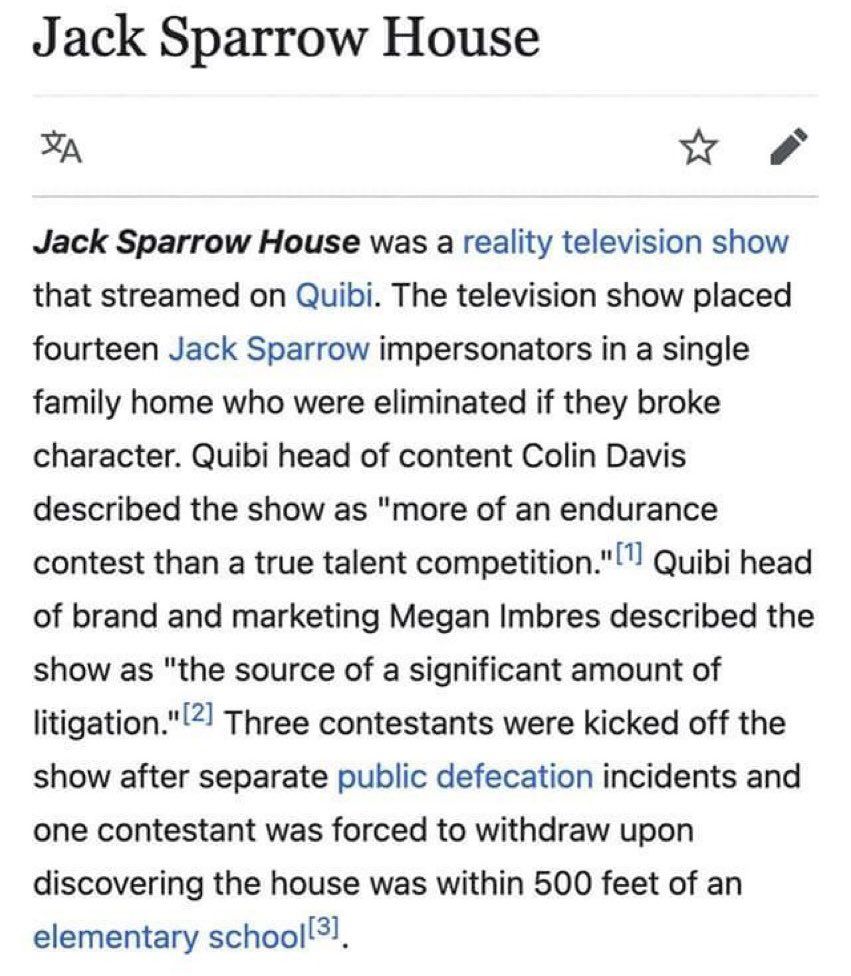 Jack Sparrow House
文A
Jack Sparrow House was a reality television show
that streamed on Quibi. The television show placed
fourteen Jack Sparrow impersonators in a single
family home who were eliminated if they broke
character. Quibi head of content Colin Davis
described the show as "more of an endurance
contest than a true talent competition."[1] Quibi head
of brand and marketing Megan Imbres described the
show as "the source of a significant amount of
litigation."[2] Three contestants were kicked off the
show after separate public defecation incidents and
one contestant was forced to withdraw upon
discovering the house was within 500 feet of an
elementary school[3].